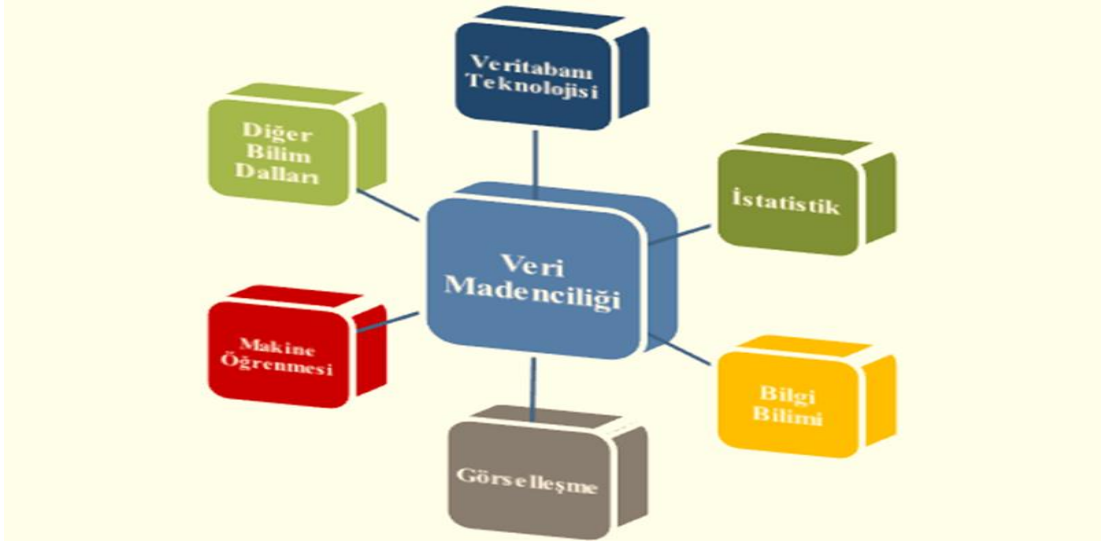 Veritabanı
Teknolojisi
Diğer
Bilim
Dalları
İstatistik
Veri
Madenciliği
Makine
Öğrenmesi
Bilgi
Bilimi
Görselleşme